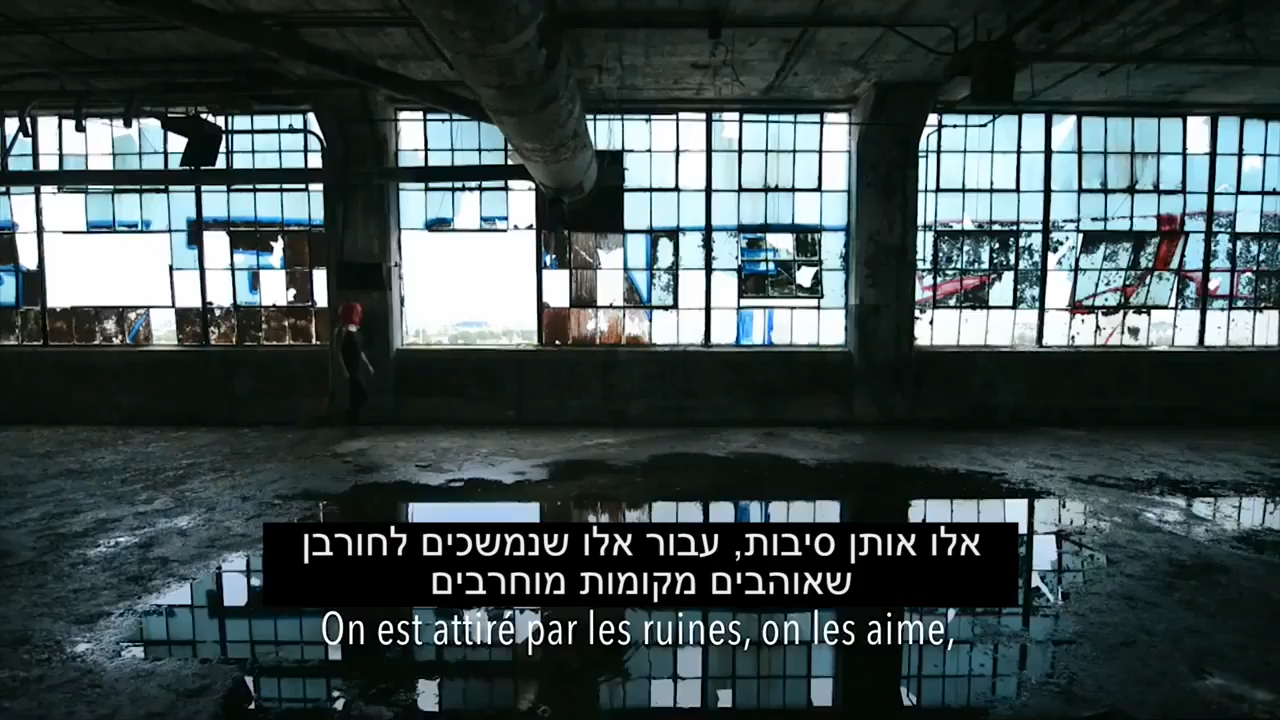 אלו אותן סיבות, עבור אלו שנמשכים לחורבן
שאוהבים מקומות מוחרבים
On est attiré par les ruines, on les aime,